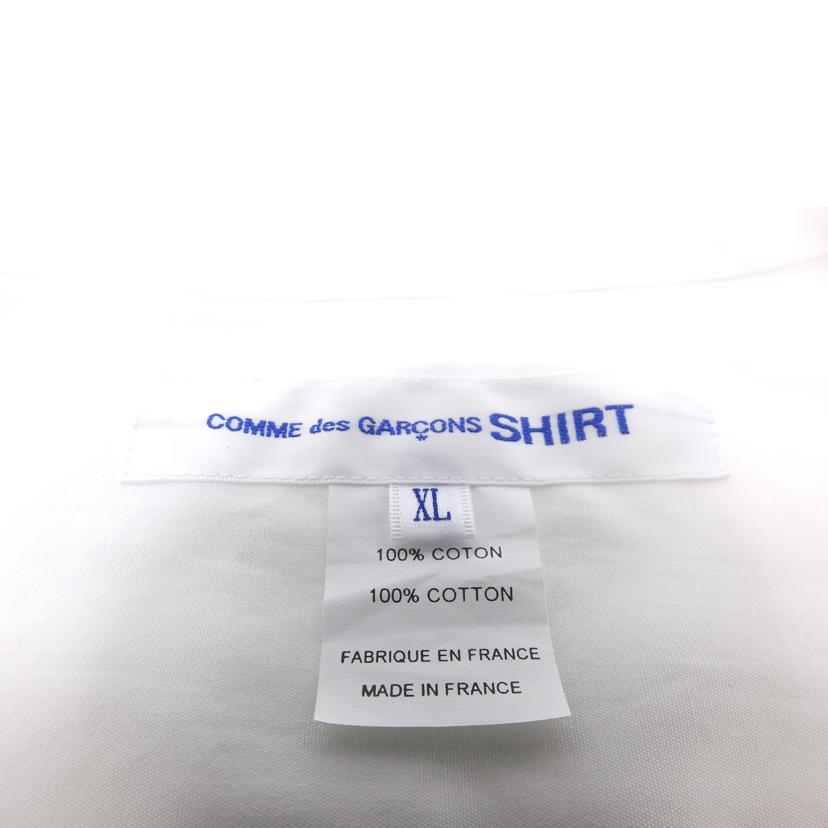 COMME des GARÇONS SHIRT
XL
100% COTON
100% COTTON
FABRIQUE EN FRANCE
MADE IN FRANCE